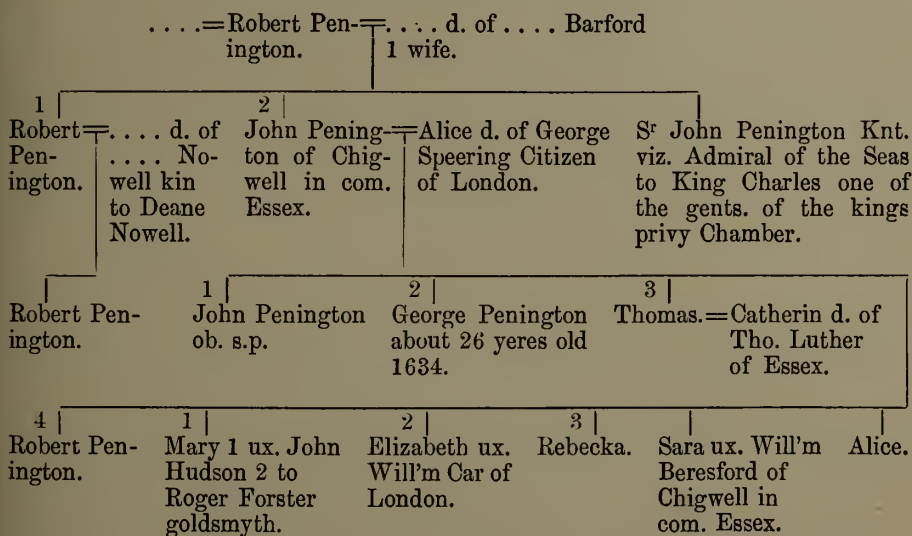 . . . .=Robert Pen-=. . . . d. of . . . . Barford
ington. 1 wife.
1 2
Robert=. . . . d. of John Pening-=Alice d. of George Sr John Penington Knt.
Pen- . . . . No- ton of Chig- Speering Citizen viz. Admiral of the Seas
ington. well kin well in com. of London. to King Charles one of
to Deane Essex. the gents. of the kings
Nowell. privy Chamber.
1 2 3
Robert Pen- John Penington George Penington Thomas.=Catherin d. of
ington. ob. s.p. about 26 yeres old Tho. Luther
1634. of Essex.
4 1 2 3
Robert Pen- Mary 1 ux. John Elizabeth ux. Rebecka. Sara ux. Will'm Alice.
ington. Hudson 2 to Will'm Car of Beresford of
Roger Forster London. Chigwell in
goldsmyth. com. Essex.